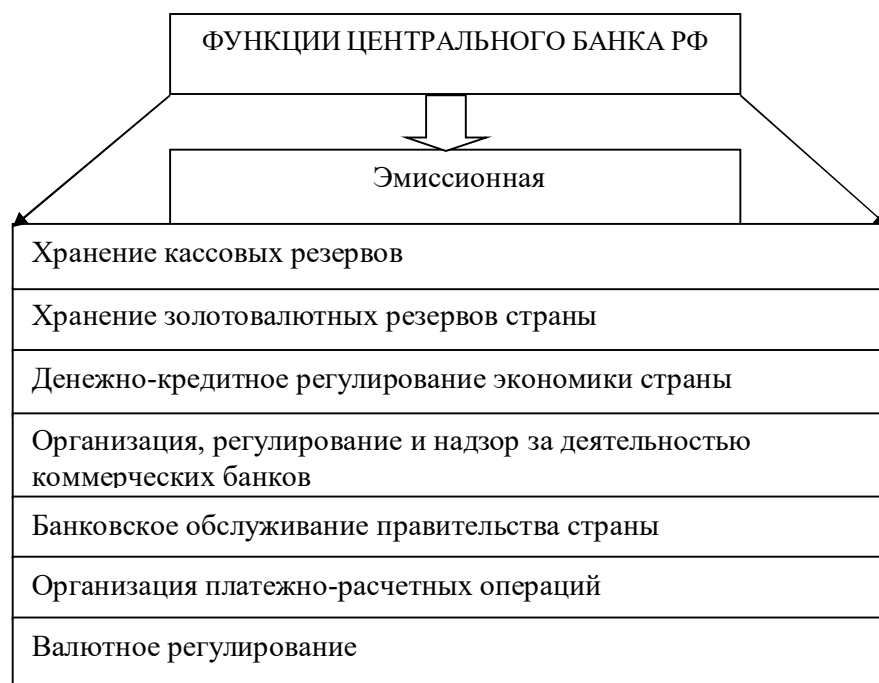 ФУНКЦИИ ЦЕНТРАЛЬНОГО БАНКА РФ
Эмиссионная
Хранение кассовых резервов
Хранение золотовалютных резервов страны
Денежно-кредитное регулирование экономики страны
Организация, регулирование и надзор за деятельностью
коммерческих банков
Банковское обслуживание правительства страны
Организация платежно-расчетных операций
Валютное регулирование